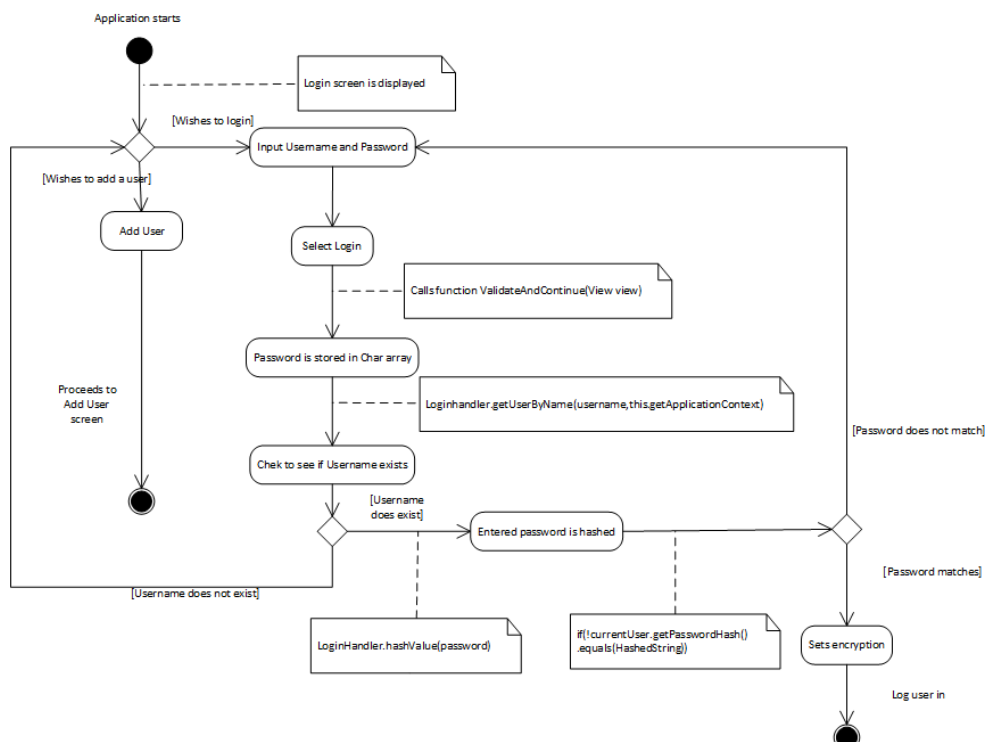 Application starts
Login screen is displayed
[Wishes to login]
Input Username and Password
[Wishes to add a user]
Add User
Select Login
Calls function ValidateAndContinue(View view)
Password is stored in Char array
Proceeds to
Add User
screen
Loginhandler.getUserByName(username,this.getApplicationContext)
[Password does not match]
Chek to see if Username exists
[Username
does exist]
Entered password is hashed
[Password matches]
[Username does not exist]
LoginHandler.hashValue(password)
if(!currentUser.getPasswordHash()
.equals(HashedString))
Sets encryption
Log user in